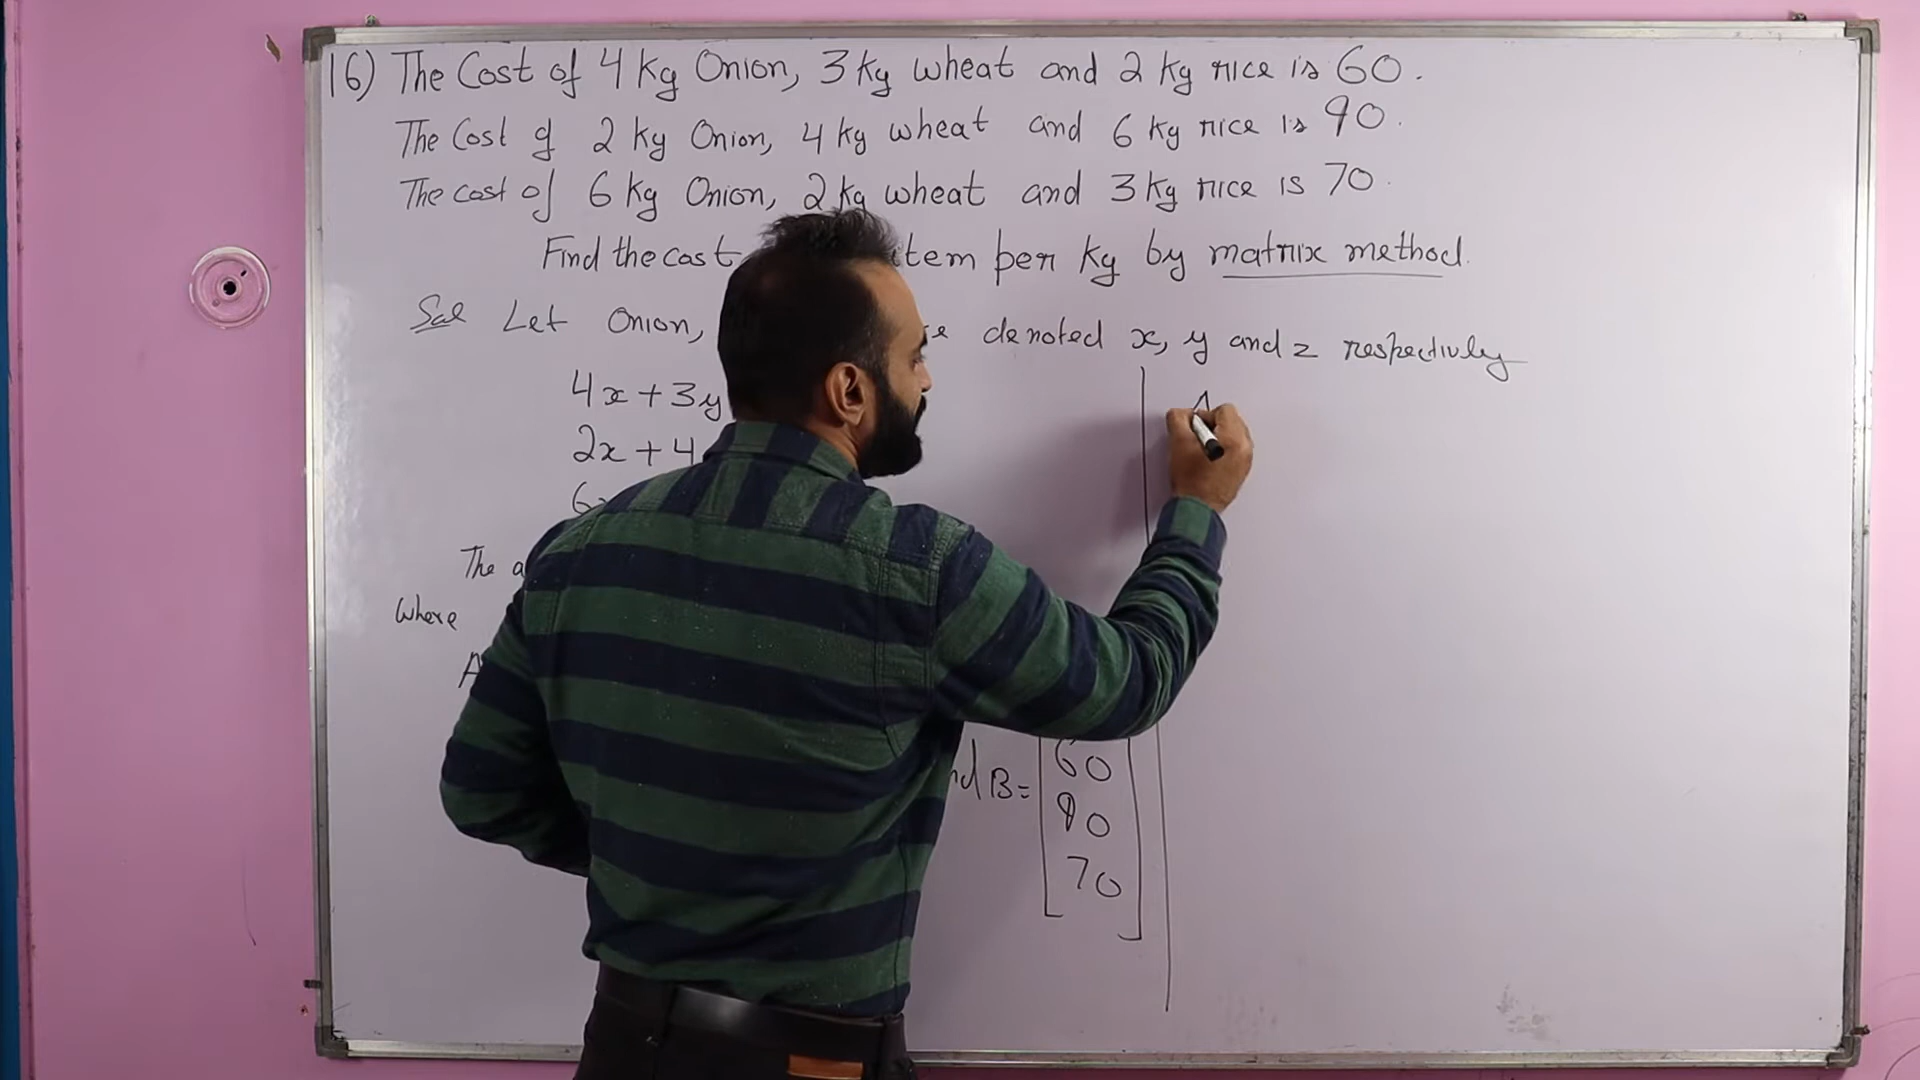 16) The Cost of 4 kg Onion, 3 kg wheat and 2 kg rice is 60.
The Cost of 2 kg Onion, 4 kg wheat and 6 kg rice is 90.
The cost of 6 kg Onion, 2 kg wheat and 3 kg rice is 70.
Find the cost item per kg by matrix method.
Sol Let Onion, denoted x, y and z respectively
4x + 3y
2x + 4
6x
The
where
A
B =
60
90
70